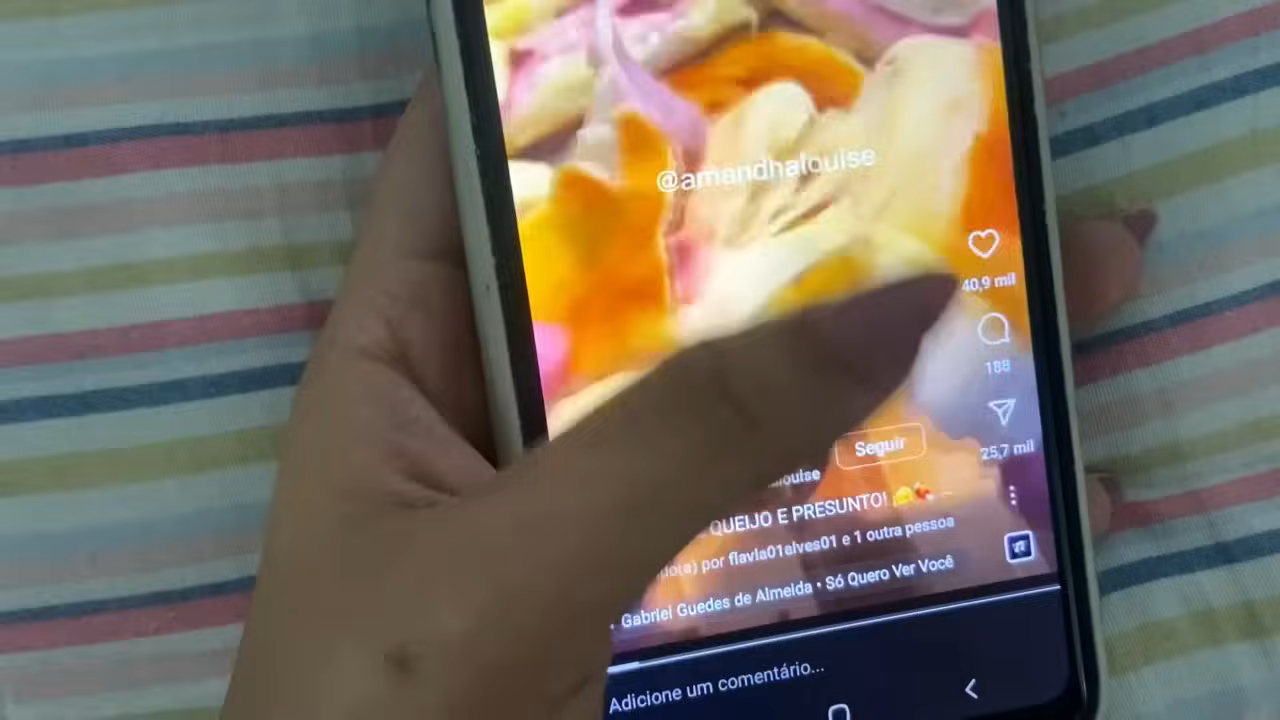 @amandhalouise
40,9 mil
188
25,7 mil
Seguir
QUEIJO E PRESUNTO!
por flavia01alves01 e 1 outra pessoa
Gabriel Guedes de Almeida • Só Quero Ver Você
Adicione um comentário...